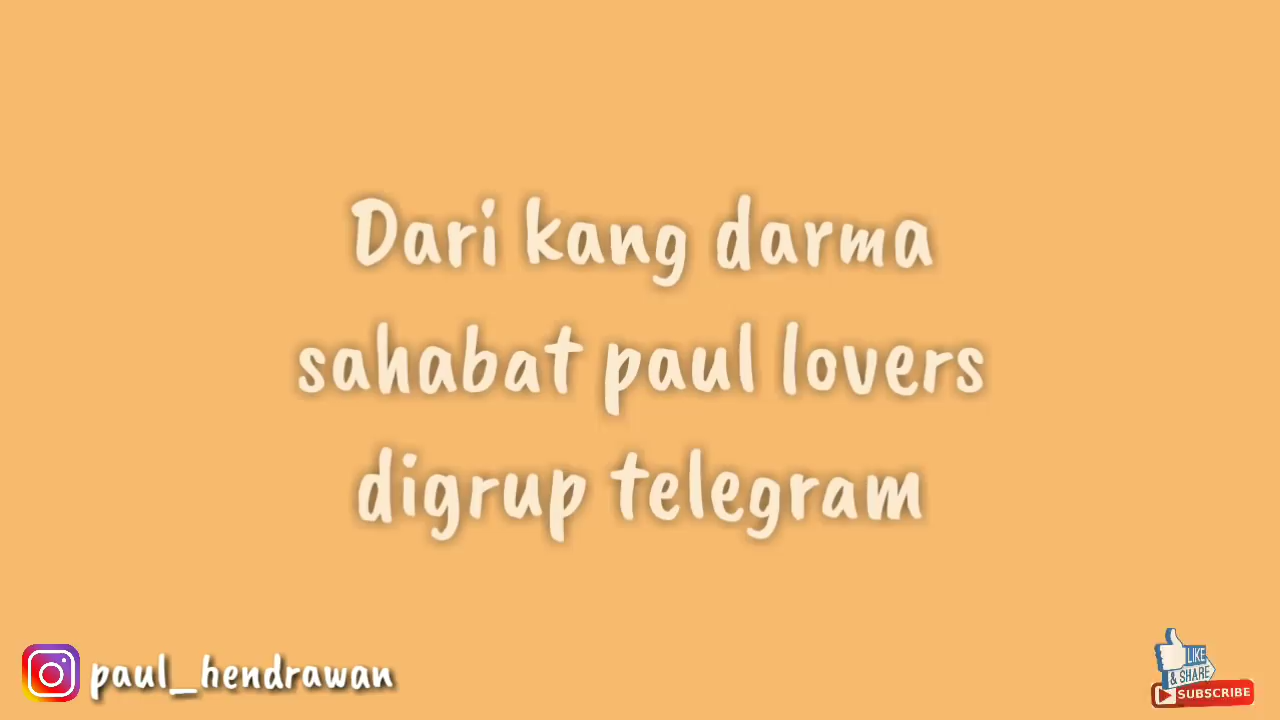 Dari kang darma
sahabat paul lovers
digrup telegram
paul_hendrawan
LIKE
& SHARE
SUBSCRIBE